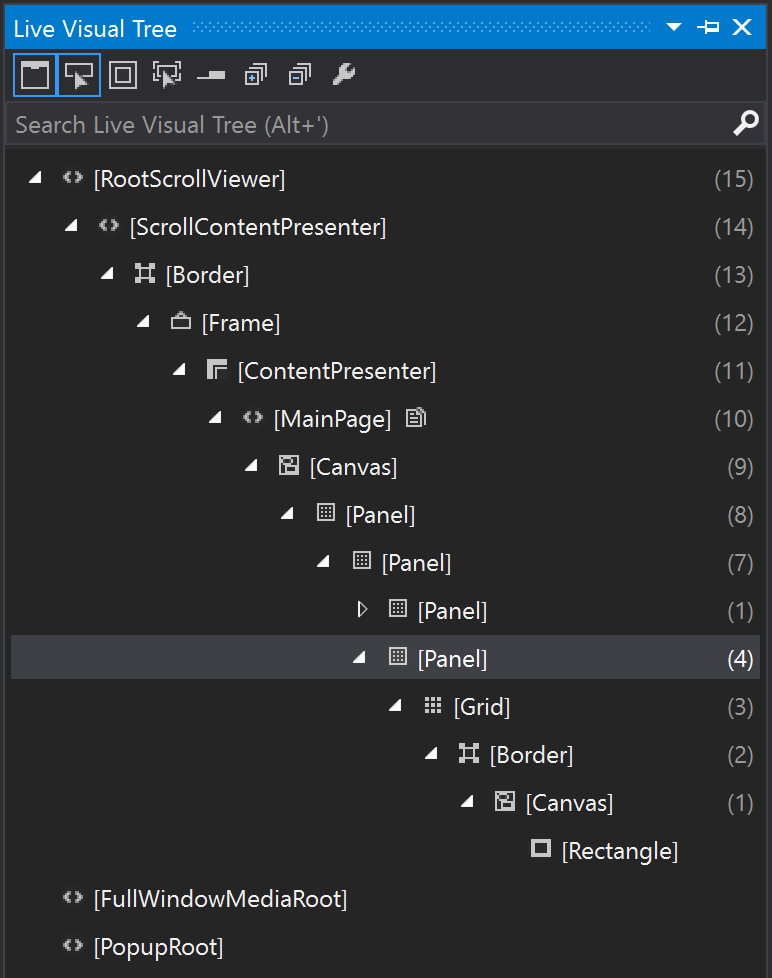 Live Visual Tree
Search Live Visual Tree (Alt+')
[RootScrollViewer] (15)
[ScrollContentPresenter] (14)
[Border] (13)
[Frame] (12)
[ContentPresenter] (11)
[MainPage] (10)
[Canvas] (9)
[Panel] (8)
[Panel] (7)
[Panel] (1)
[Panel] (4)
[Grid] (3)
[Border] (2)
[Canvas] (1)
[Rectangle]
[FullWindowMediaRoot]
[PopupRoot]